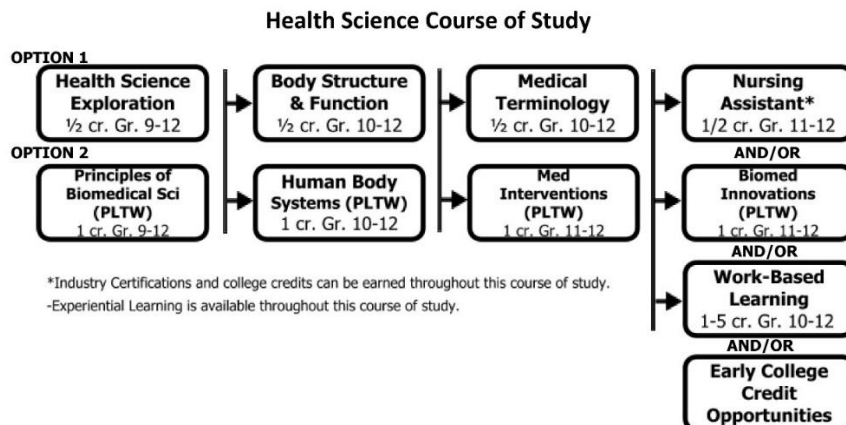 Health Science Course of Study
OPTION 1
Health Science
Exploration
½ cr. Gr. 9-12
Body Structure
& Function
½ cr. Gr. 10-12
Medical
Terminology
½ cr. Gr. 10-12
Nursing
Assistant*
1/2 cr. Gr. 11-12
OPTION 2
AND/OR
Principles of
Biomedical Sci
(PLTW)
1 cr. Gr. 9-12
Human Body
Systems (PLTW)
1 cr. Gr. 10-12
Med
Interventions
(PLTW)
1 cr. Gr. 11-12
Biomed
Innovations
(PLTW)
1 cr. Gr. 11-12
AND/OR
Work-Based
Learning
1-5 cr. Gr. 10-12
AND/OR
Early College
Credit
Opportunities
*Industry Certifications and college credits can be earned throughout this course of study.
-Experiential Learning is available throughout this course of study.